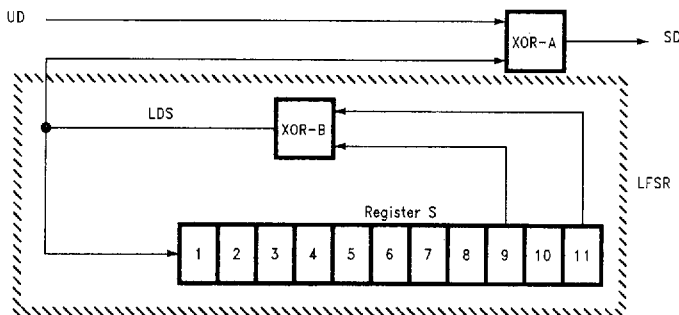 UD
XOR-A
SD
LDS
XOR-B
LFSR
Register S
1 2 3 4 5 6 7 8 9 10 11